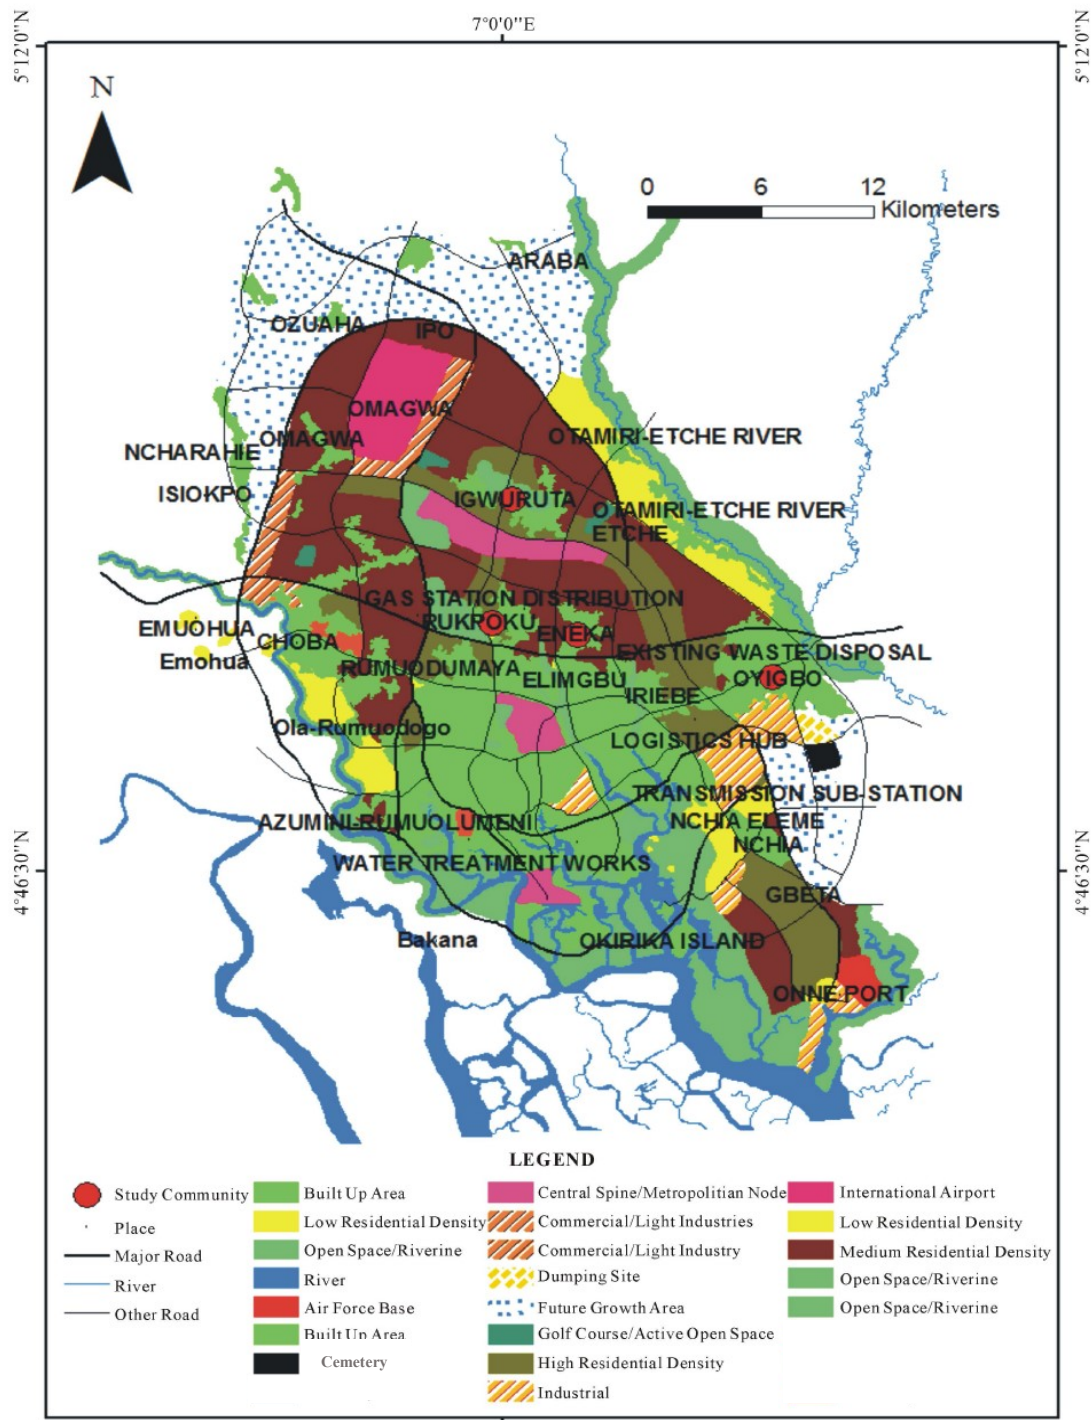 7°0'0"E
5°12'0"N
5°12'0"N
N
0 6 12
Kilometers
ARABA
OZUAHA
IPO
OMAGWA
OTAMIRI-ETCHE RIVER
OMAGWA
NCHARAHIE
ISIOKPO
IGWURUTA
OTAMIRI-ETCHE RIVER
ETCHE
GAS STATION DISTRIBUTION
RUKPOKU
EMUOHUA
CHOBA
ENEKA
EXISTING WASTE DISPOSAL
Emohua
RUMUODUMAYA
ELIMGBU
OYIGBO
IRIEBE
Ola-Rumuodogo
LOGISTICS HUB
TRANSMISSION SUB-STATION
AZUMINI-RUMUOLUMENI
NCHIA ELEME
NCHIA
WATER TREATMENT WORKS
4°46'30"N
4°46'30"N
GBETA
Bakana
OKIRIKA ISLAND
ONNE PORT
LEGEND
Study Community
Place
Major Road
River
Other Road
Built Up Area
Low Residential Density
Open Space/Riverine
River
Air Force Base
Built Up Area
Cemetery
Central Spine/Metropolitian Node
Commercial/Light Industries
Commercial/Light Industry
Dumping Site
Future Growth Area
Golf Course/Active Open Space
High Residential Density
Industrial
International Airport
Low Residential Density
Medium Residential Density
Open Space/Riverine
Open Space/Riverine